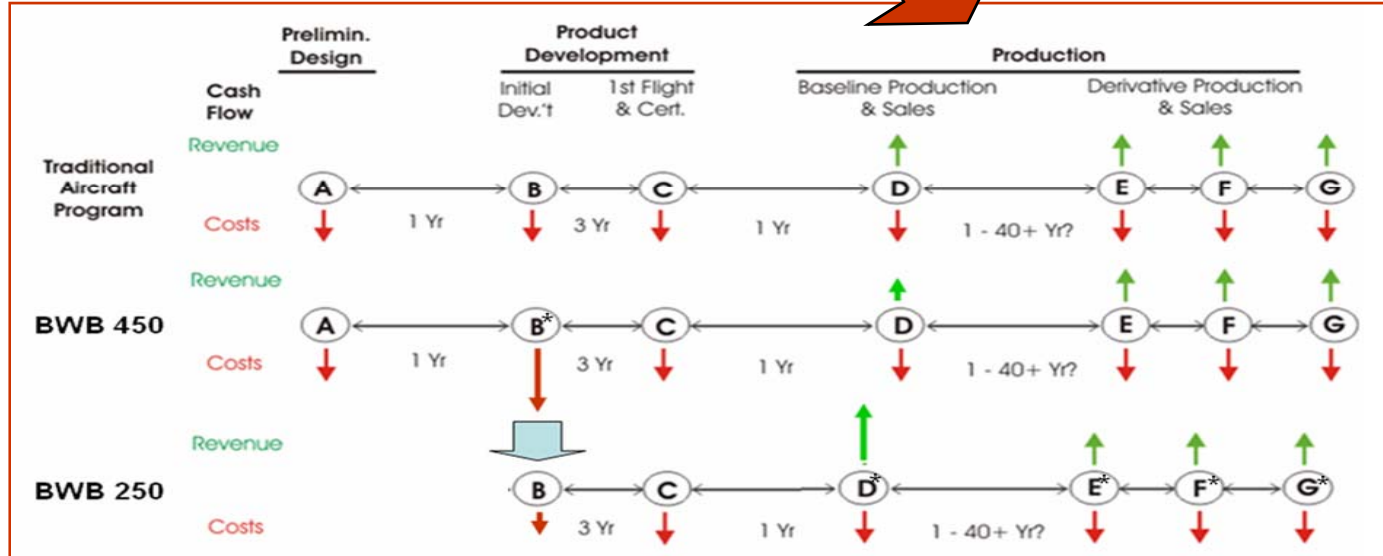 Prelimin.
Design
Product
Development
Production
Cash
Flow
Initial
Dev.'t
1st Flight
& Cert.
Baseline Production
& Sales
Derivative Production
& Sales
Revenue
Traditional
Aircraft
Program
A B C D E F G
Costs 1 Yr 3 Yr 1 Yr 1 - 40+ Yr?
Revenue
BWB 450 A B* C D E F G
Costs 1 Yr 3 Yr 1 Yr 1 - 40+ Yr?
Revenue
BWB 250 B C D* E* F* G*
Costs 3 Yr 1 Yr 1 - 40+ Yr?